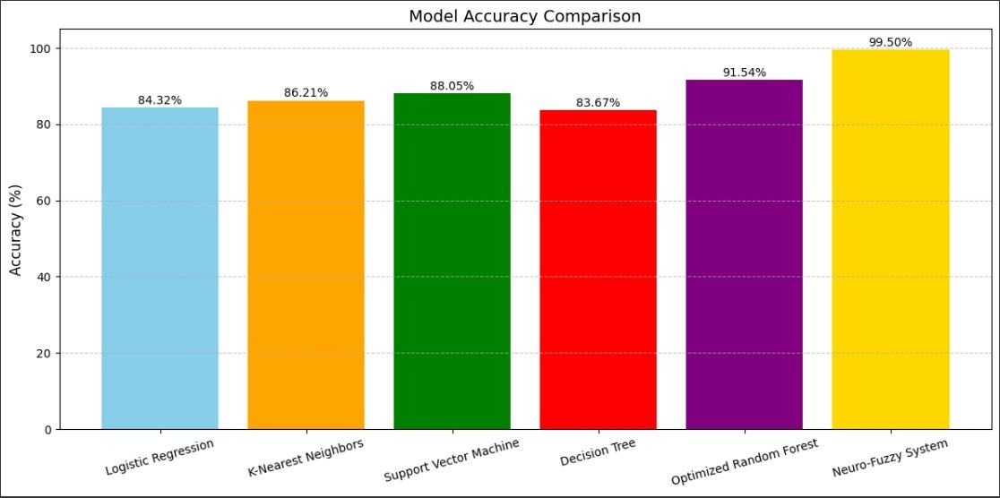 Model Accuracy Comparison
Accuracy (%)
100
80
60
40
20
0
84.32%
86.21%
88.05%
83.67%
91.54%
99.50%
Logistic Regression
K-Nearest Neighbors
Support Vector Machine
Decision Tree
Optimized Random Forest
Neuro-Fuzzy System